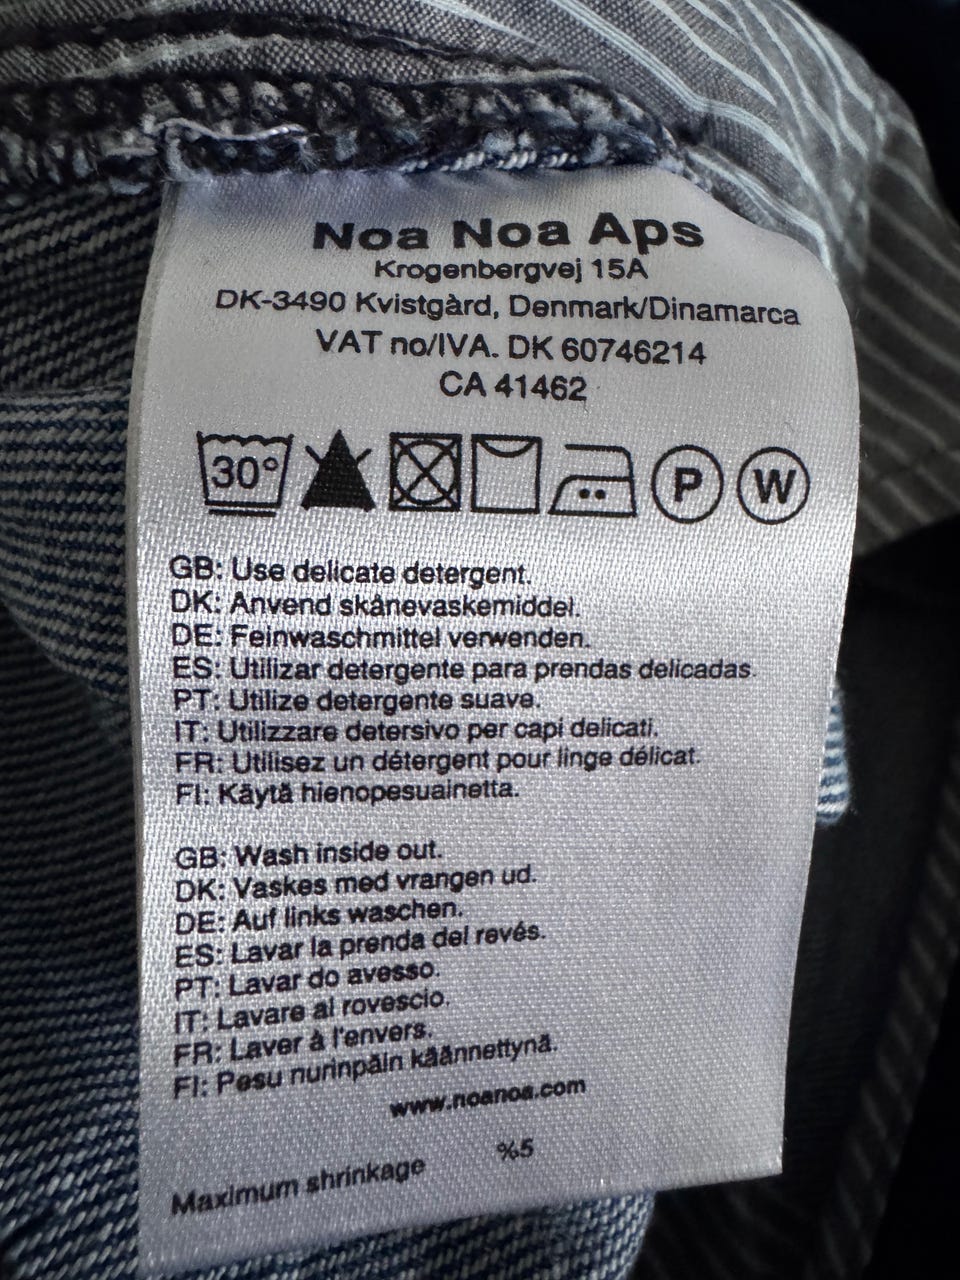 Noa Noa Aps
Krogenbergvej 15A
DK-3490 Kvistgård, Denmark/Dinamarca
VAT no/IVA. DK 60746214
CA 41462
30° P W
GB: Use delicate detergent.
DK: Anvend skånevaskemiddel.
DE: Feinwaschmittel verwenden.
ES: Utilizar detergente para prendas delicadas.
PT: Utilize detergente suave.
IT: Utilizzare detersivo per capi delicati.
FR: Utilisez un détergent pour linge délicat.
FI: Käytä hienopesuainetta.
GB: Wash inside out.
DK: Vaskes med vrangen ud.
DE: Auf links waschen.
ES: Lavar la prenda del revés.
PT: Lavar do avesso.
IT: Lavare al rovescio.
FR: Laver à l'envers.
FI: Pesu nurinpäin käännettynä.
www.noanoa.com
Maximum shrinkage %5